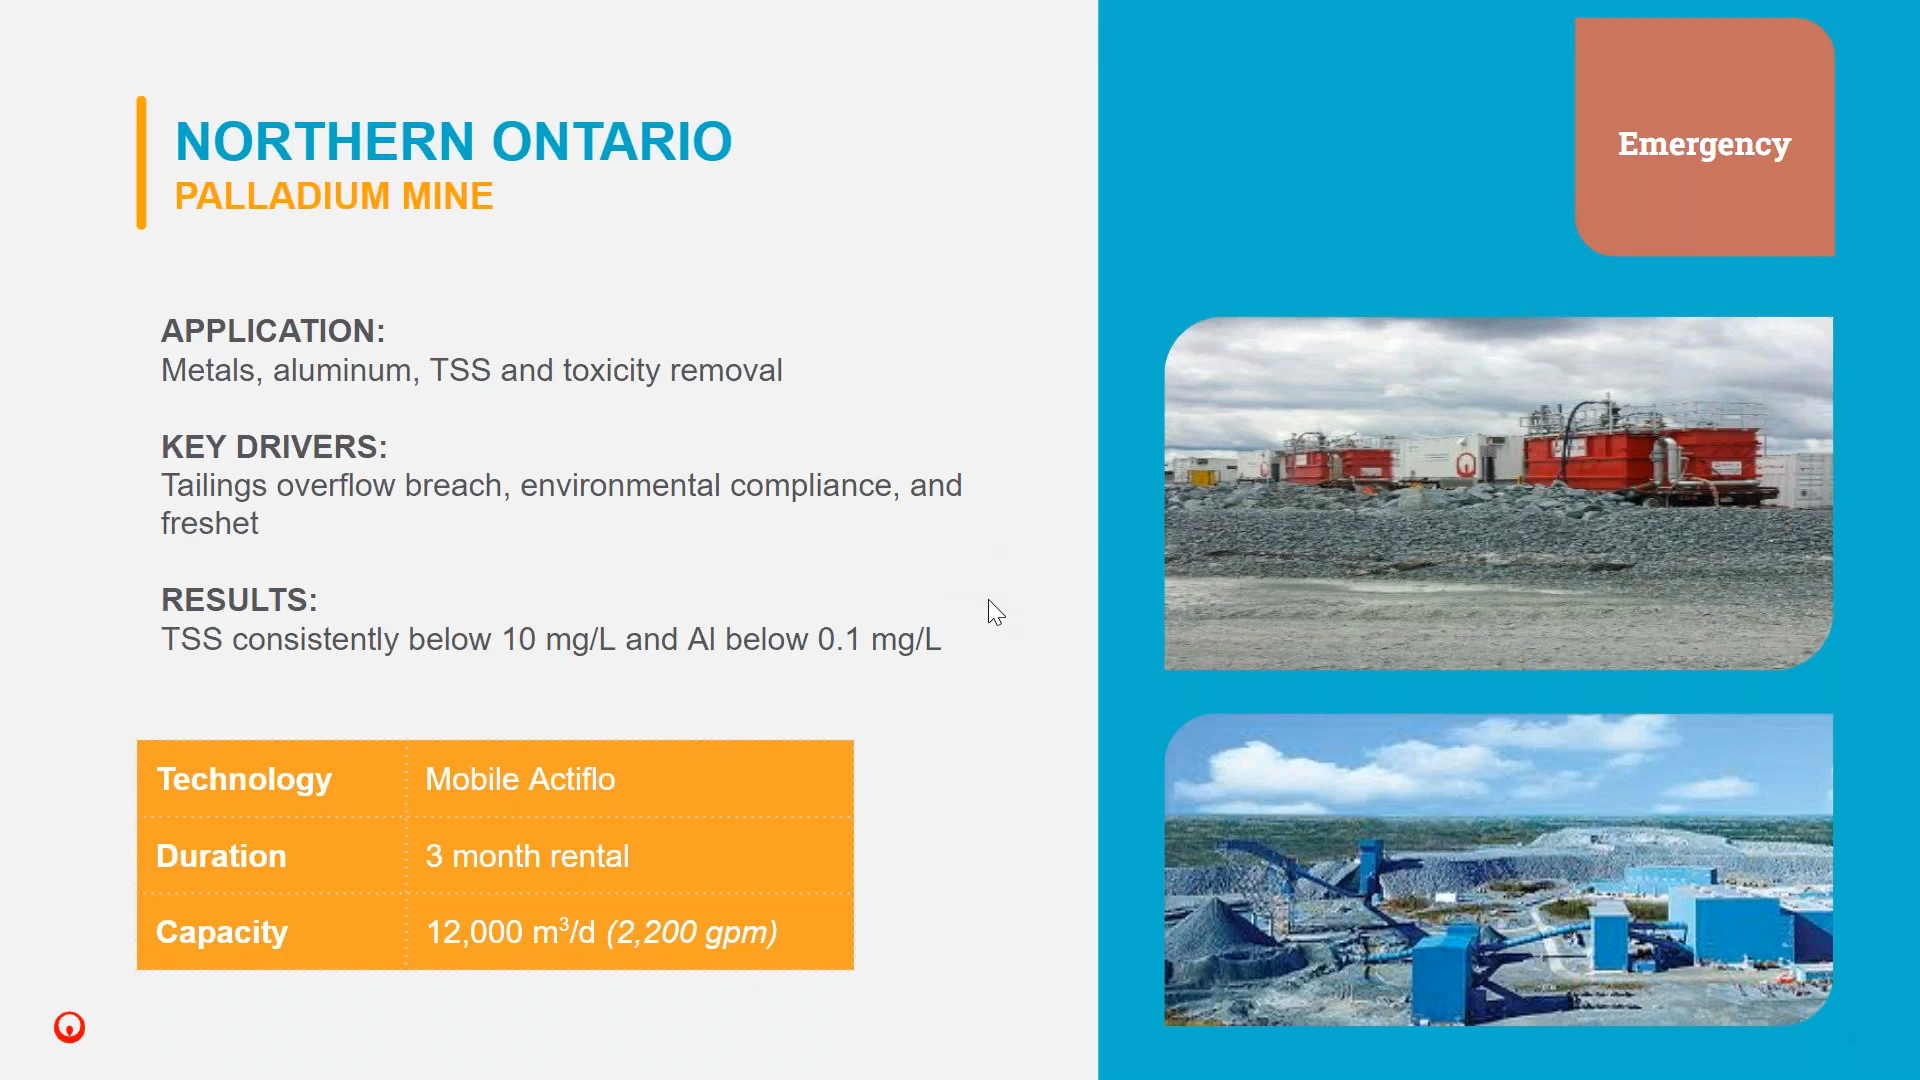 NORTHERN ONTARIO
PALLADIUM MINE
Emergency
APPLICATION:
Metals, aluminum, TSS and toxicity removal
KEY DRIVERS:
Tailings overflow breach, environmental compliance, and
freshet
RESULTS:
TSS consistently below 10 mg/L and Al below 0.1 mg/L
Technology Mobile Actiflo
Duration 3 month rental
Capacity 12,000 m³/d (2,200 gpm)